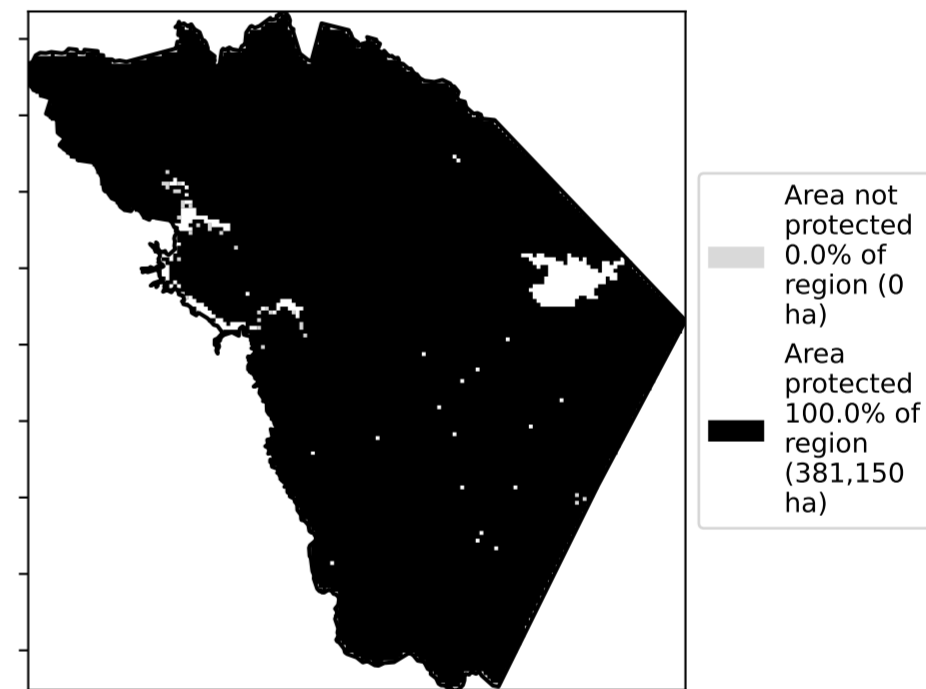 Area not
protected
0.0% of
region (0
ha)
Area
protected
100.0% of
region
(381,150
ha)